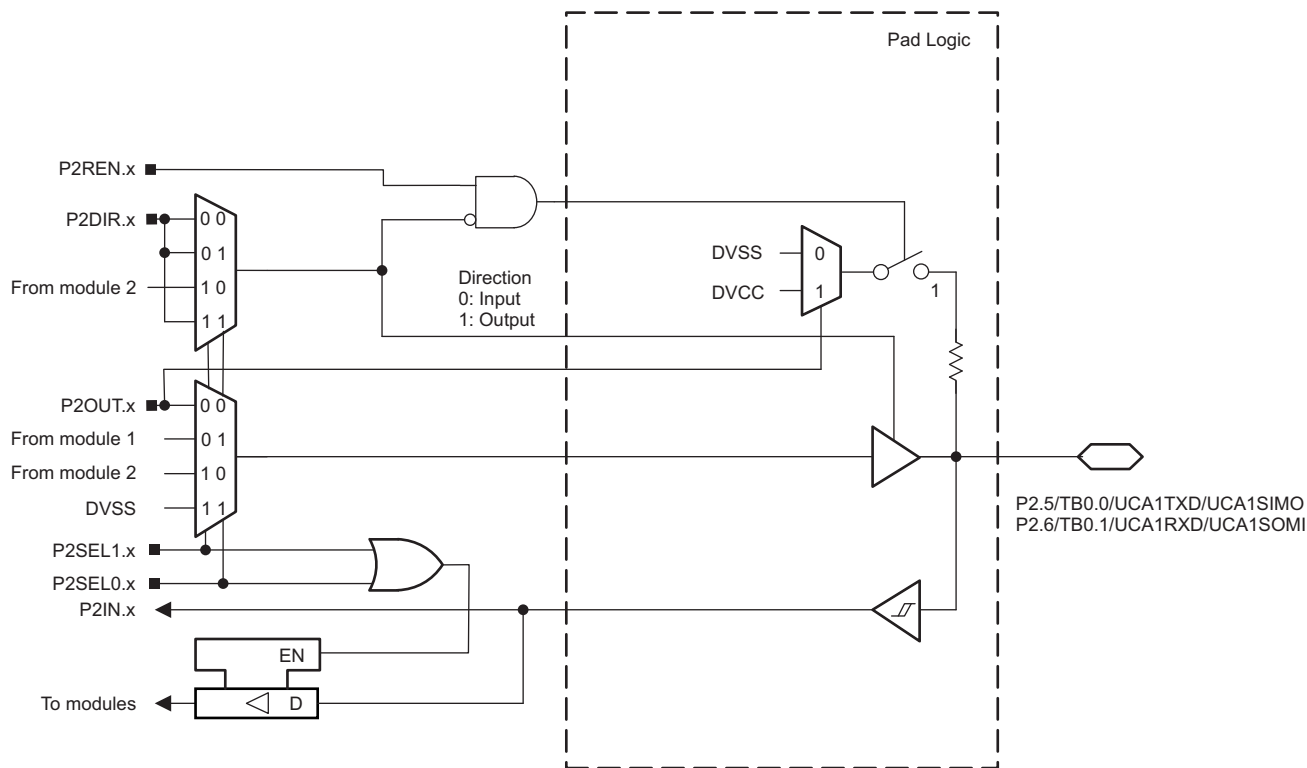 Pad Logic
P2REN.x
P2DIR.x
0 0
0 1
From module 2
1 0
1 1
Direction
0: Input
1: Output
DVSS
0
DVCC
1
1
P2OUT.x
0 0
From module 1
0 1
From module 2
1 0
DVSS
1 1
P2.5/TB0.0/UCA1TXD/UCA1SIMO
P2.6/TB0.1/UCA1RXD/UCA1SOMI
P2SEL1.x
P2SEL0.x
P2IN.x
EN
To modules
D